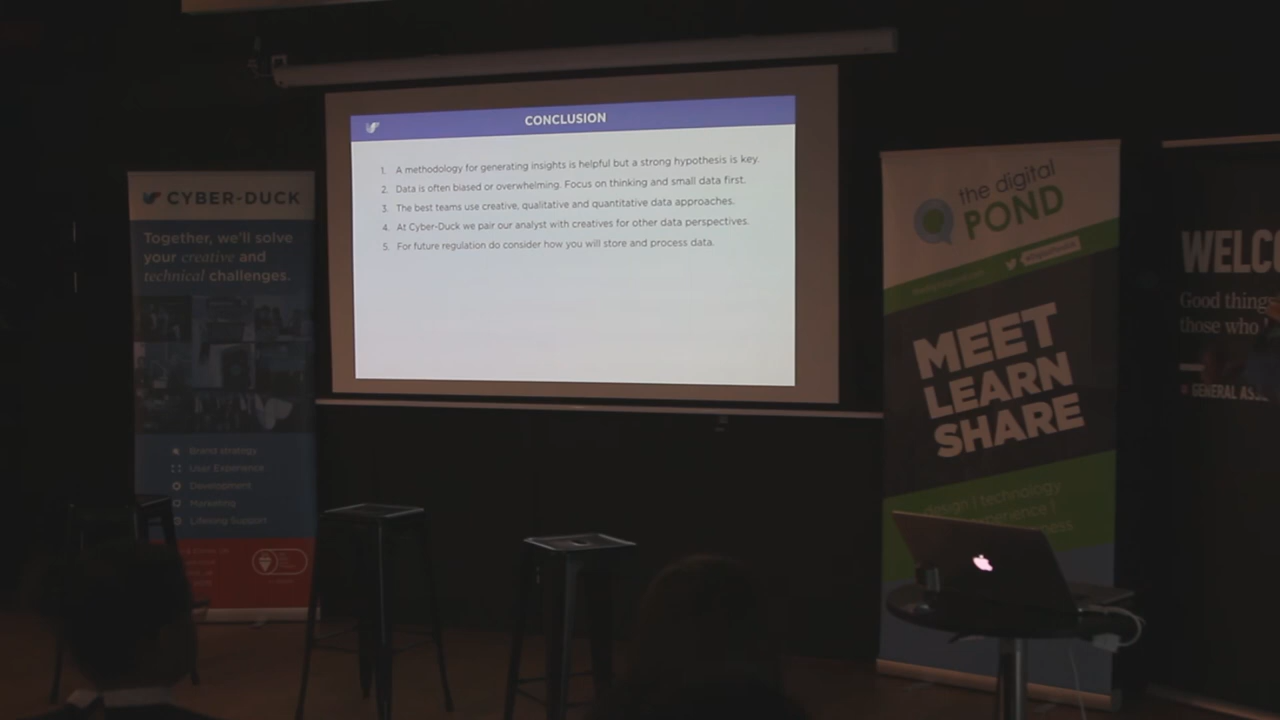 CONCLUSION
1. A methodology for generating insights is helpful but a strong hypothesis is key.
2. Data is often biased or overwhelming. Focus on thinking and small data first.
3. The best teams use creative, qualitative and quantitative data approaches.
4. At Cyber-Duck we pair our analyst with creatives for other data perspectives.
5. For future regulation do consider how you will store and process data.
CYBER-DUCK
Together, we'll solve
your creative and
technical challenges.
Brand strategy
User Experience
Development
Marketing
Lifelong Support
the digital
POND
MEET
LEARN
SHARE
design | technology
WELCO
Good things
those who
GENERAL AS